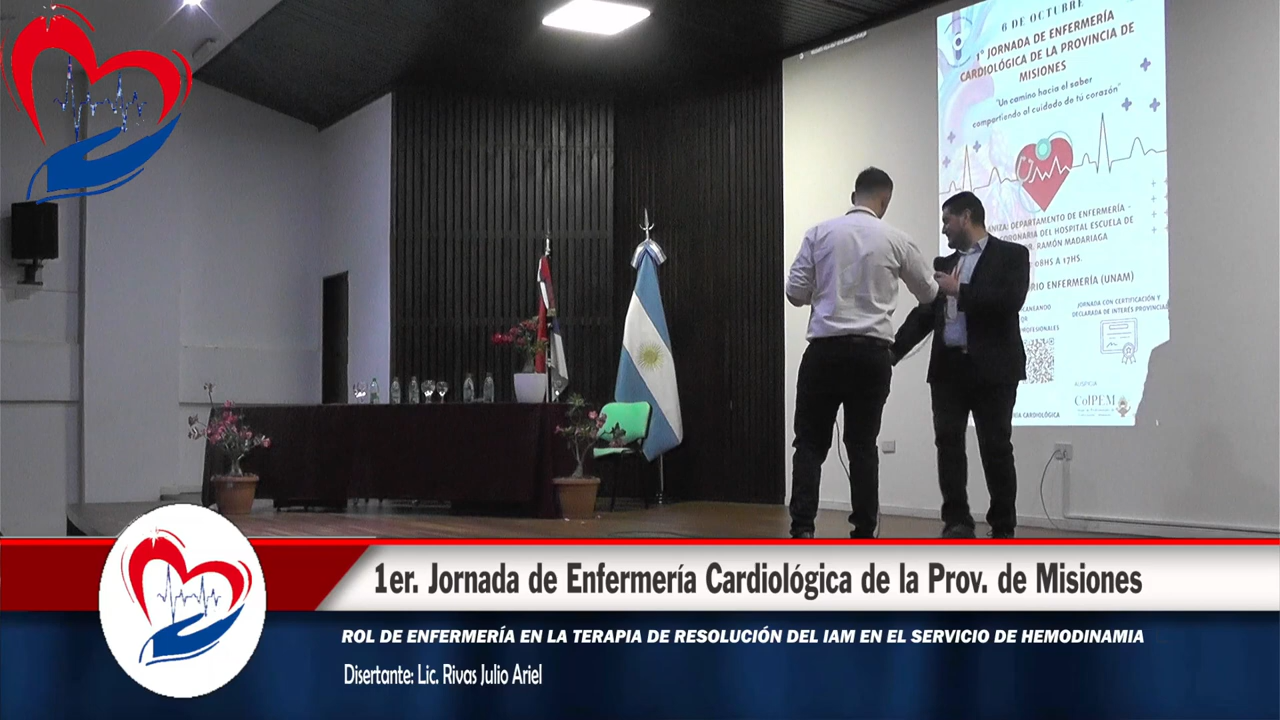 6 DE OCTUBRE
1° JORNADA DE ENFERMERÍA
CARDIOLÓGICA DE LA PROVINCIA DE
MISIONES
"Un camino hacia el saber
compartiendo al cuidado de tú corazón"
DEPARTAMENTO DE ENFERMERÍA -
CORONARIA DEL HOSPITAL ESCUELA DE
RAMÓN MADARIAGA
08HS A 17HS.
ENFERMERÍA (UNAM)
JORNADA CON CERTIFICACIÓN Y
DECLARADA DE INTERÉS PROVINCIAL
AUSPICIA
ColPEM
CARDIOLÓGICA
1er. Jornada de Enfermería Cardiológica de la Prov. de Misiones
ROL DE ENFERMERÍA EN LA TERAPIA DE RESOLUCIÓN DEL IAM EN EL SERVICIO DE HEMODINAMIA
Disertante: Lic. Rivas Julio Ariel